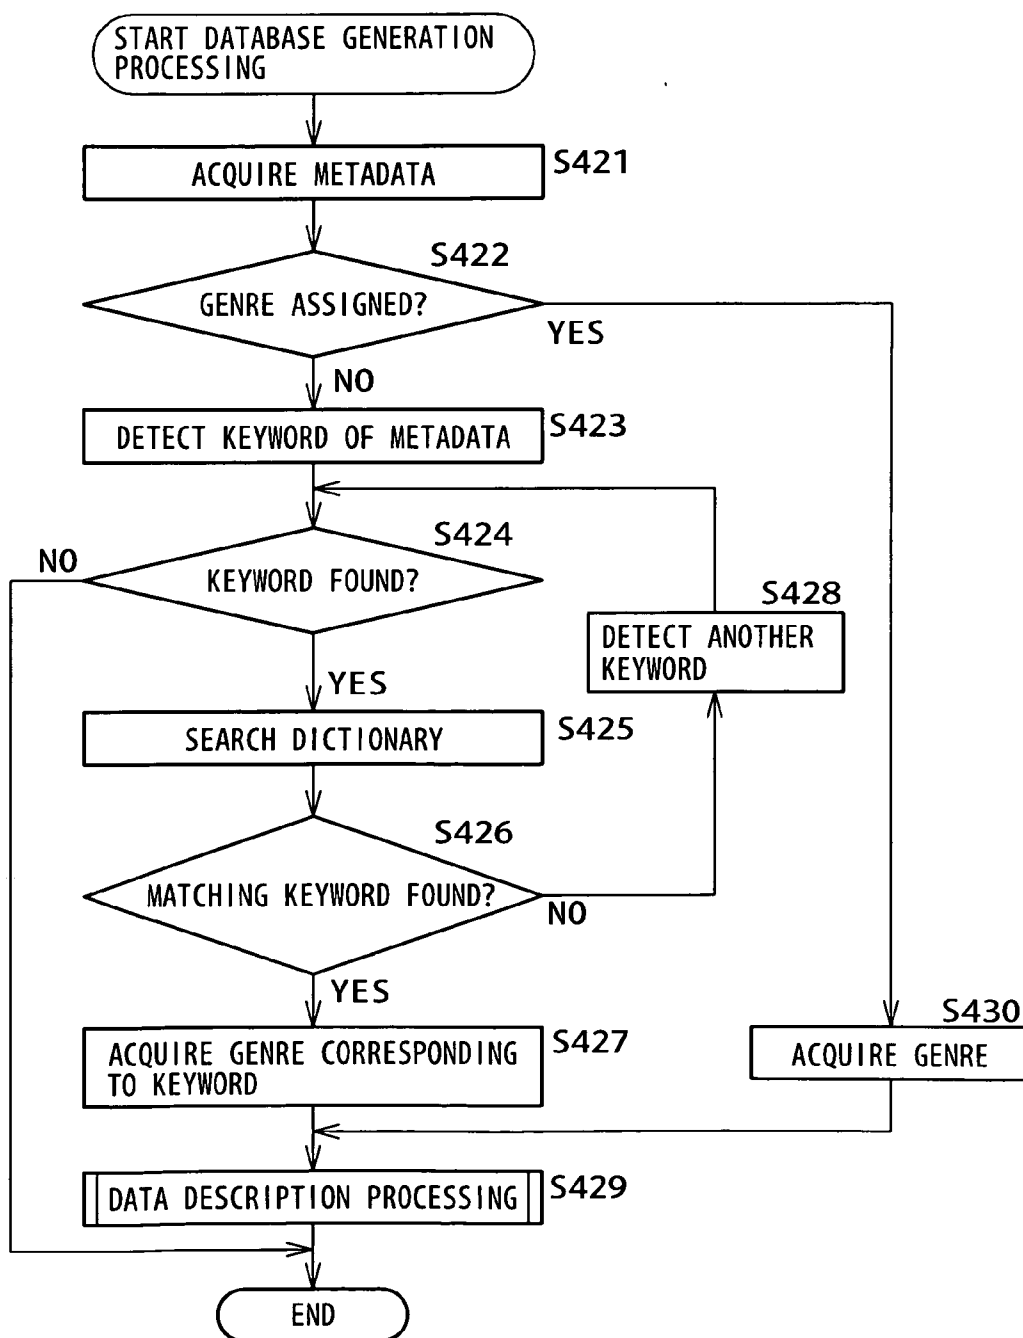 START DATABASE GENERATION
PROCESSING
ACQUIRE METADATA
S421
S422
GENRE ASSIGNED?
YES
NO
DETECT KEYWORD OF METADATA
S423
S424
NO
KEYWORD FOUND?
S428
DETECT ANOTHER
KEYWORD
YES
SEARCH DICTIONARY
S425
S426
MATCHING KEYWORD FOUND?
NO
YES
S430
ACQUIRE GENRE CORRESPONDING
TO KEYWORD
S427
ACQUIRE GENRE
DATA DESCRIPTION PROCESSING
S429
END